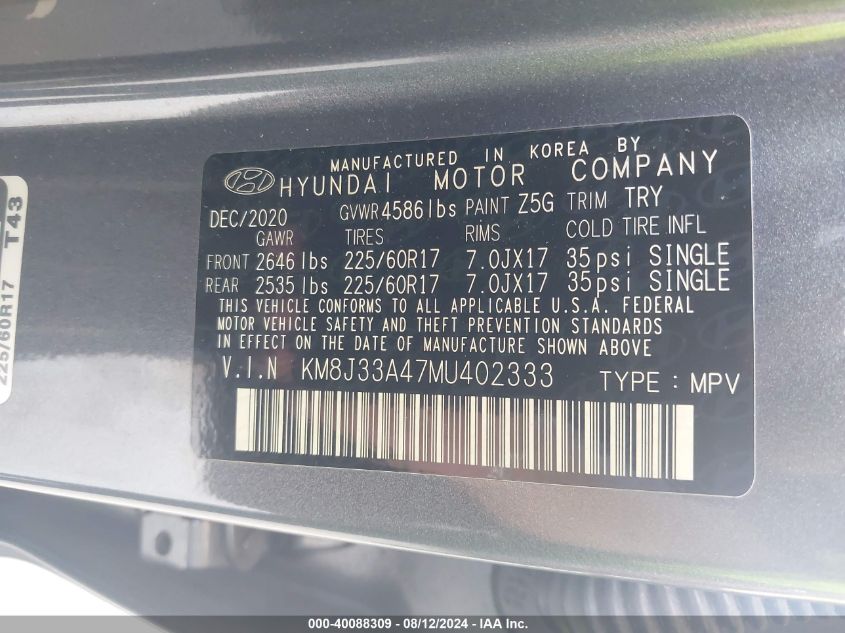 MANUFACTURED IN KOREA BY
HYUNDAI MOTOR COMPANY
DEC/2020 GVWR 4586 lbs PAINT Z5G TRIM TRY
GAWR TIRES RIMS COLD TIRE INFL
FRONT 2646 lbs 225/60R17 7.0JX17 35psi SINGLE
REAR 2535 lbs 225/60R17 7.0JX17 35psi SINGLE
THIS VEHICLE CONFORMS TO ALL APPLICABLE U.S.A. FEDERAL
MOTOR VEHICLE SAFETY AND THEFT PREVENTION STANDARDS
IN EFFECT ON THE DATE OF MANUFACTURE SHOWN ABOVE
V.I.N KM8J33A47MU402333 TYPE : MPV
225/60R17 T43
000-40088309 - 08/12/2024 - IAA Inc.